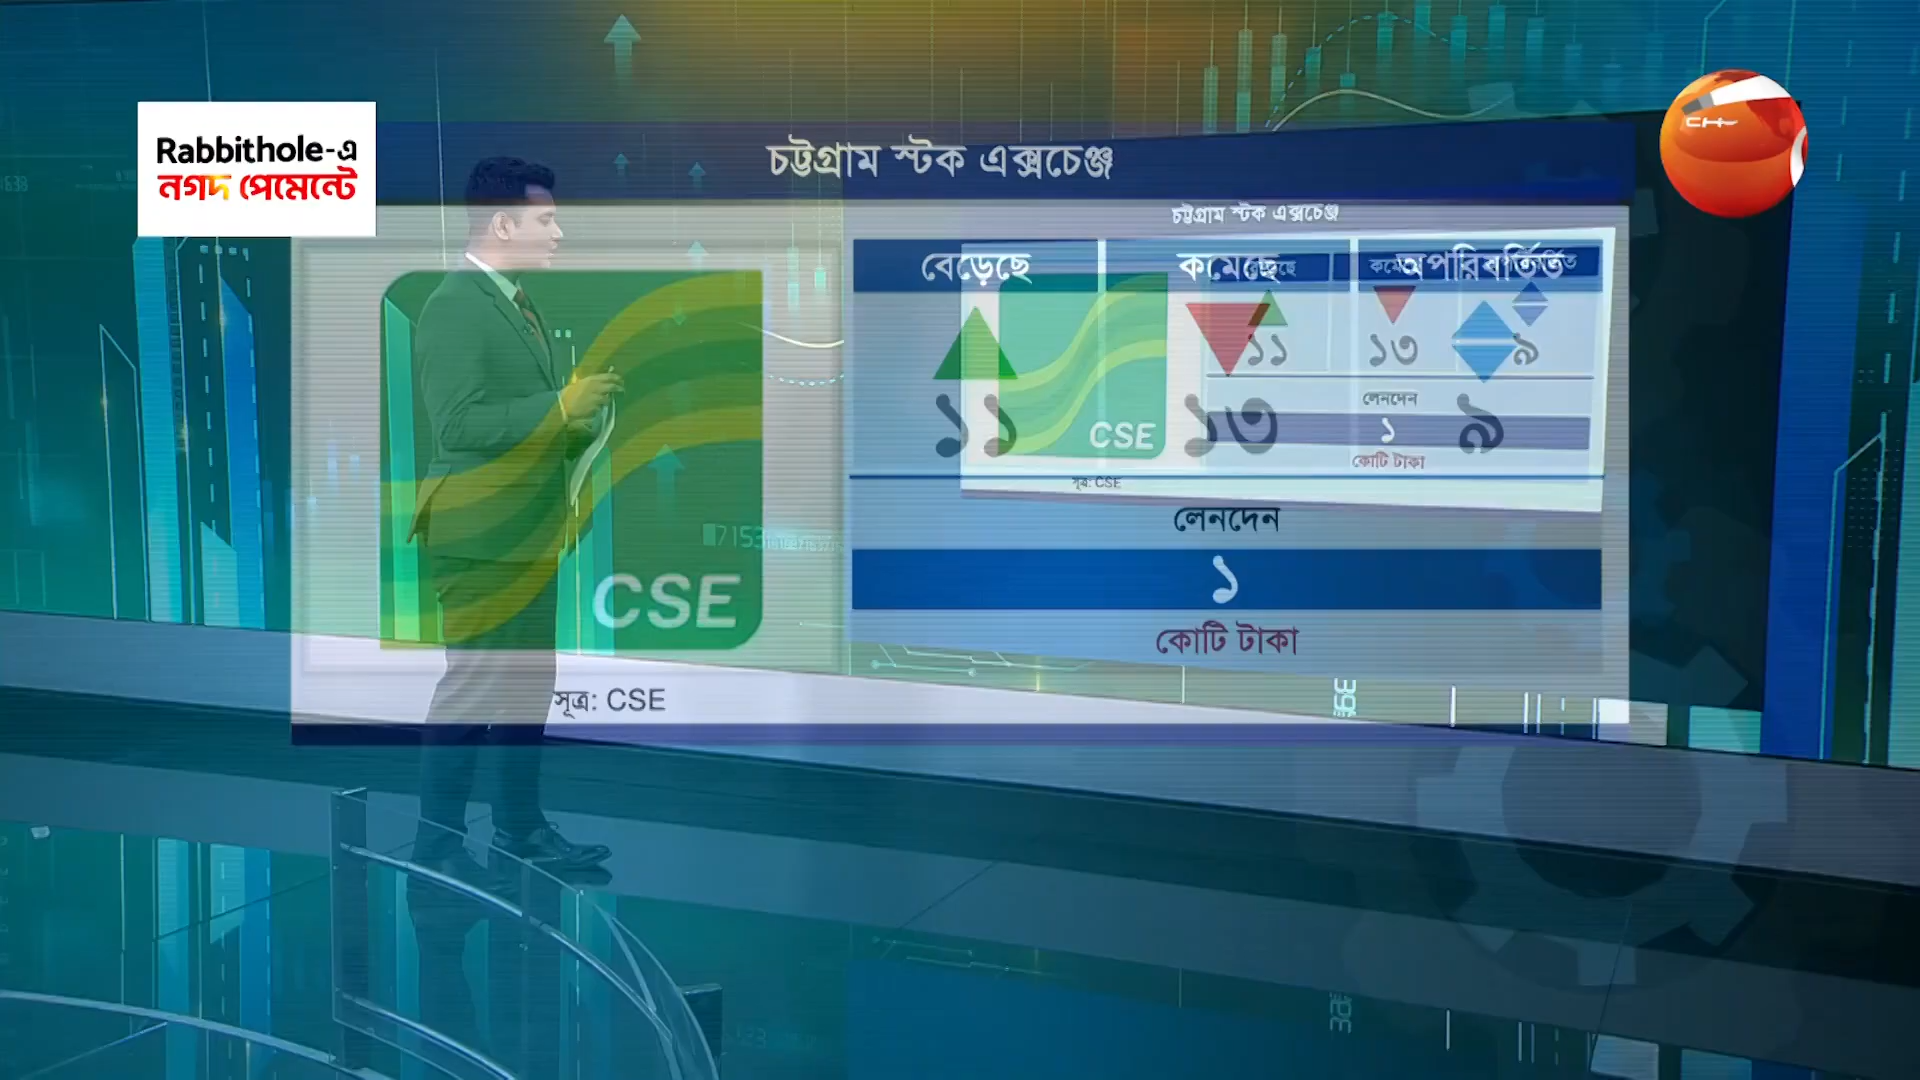 Rabbithole-এ
নগদ পেমেন্টে
চট্টগ্রাম স্টক এক্সচেঞ্জ
বেড়েছে কমেছে অপরিবর্তিত
১১ ১৩ ৯
লেনদেন
১
কোটি টাকা
CSE
সূত্র: CSE
চট্টগ্রাম স্টক এক্সচেঞ্জ
১১ ১৩ ৯
লেনদেন
১
কোটি টাকা
CSE
সূত্র: CSE